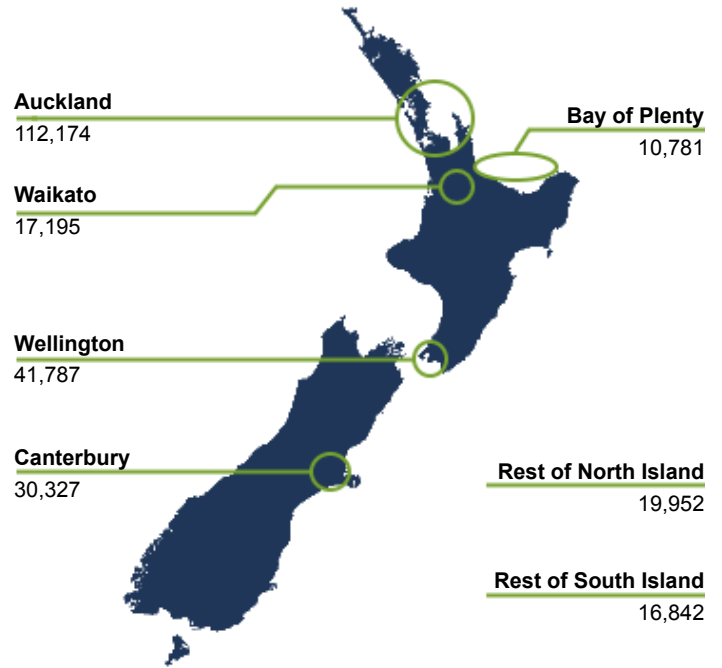 Auckland
112,174
Bay of Plenty
10,781
Waikato
17,195
Wellington
41,787
Canterbury
30,327
Rest of North Island
19,952
Rest of South Island
16,842